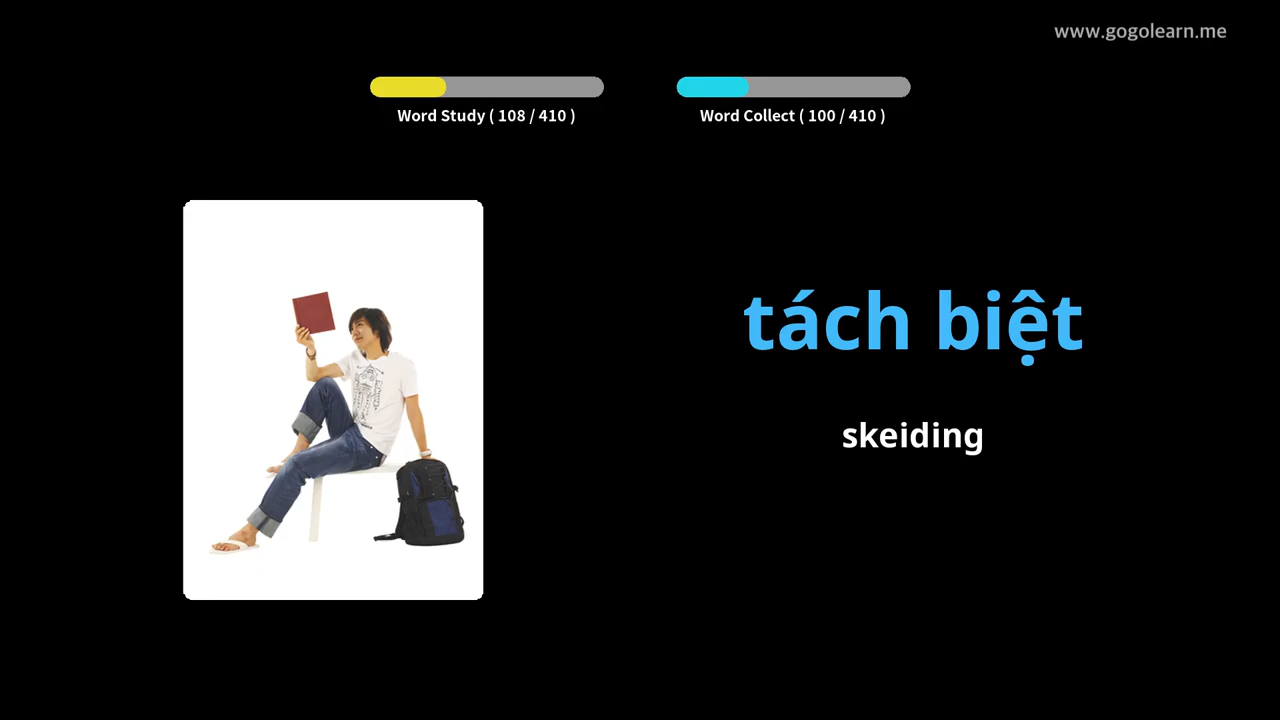 www.gogolearn.me
Word Study ( 108 / 410 )
Word Collect ( 100 / 410 )
tách biệt
skeiding